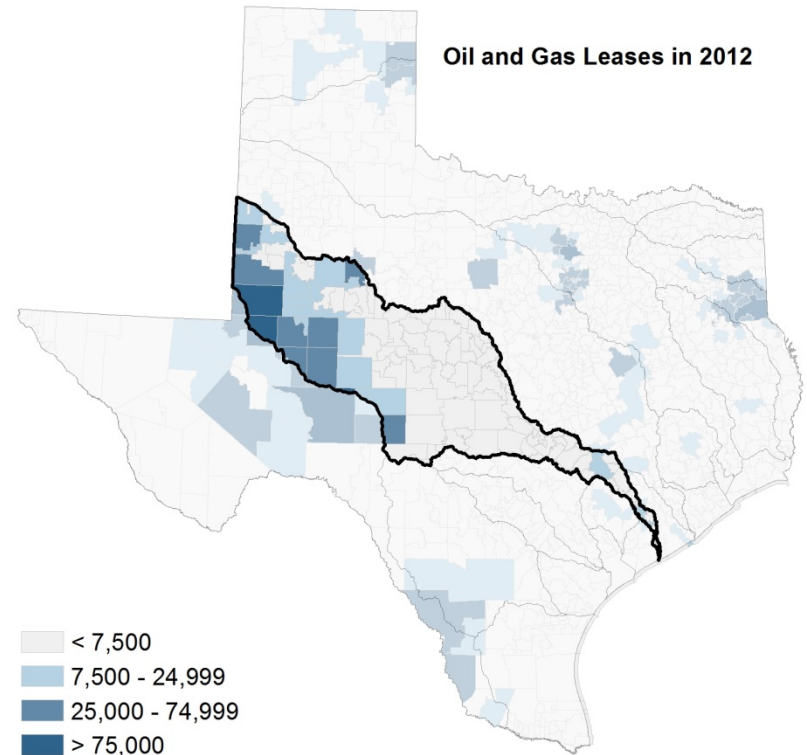 Oil and Gas Leases in 2012
< 7,500
7,500 - 24,999
25,000 - 74,999
> 75,000